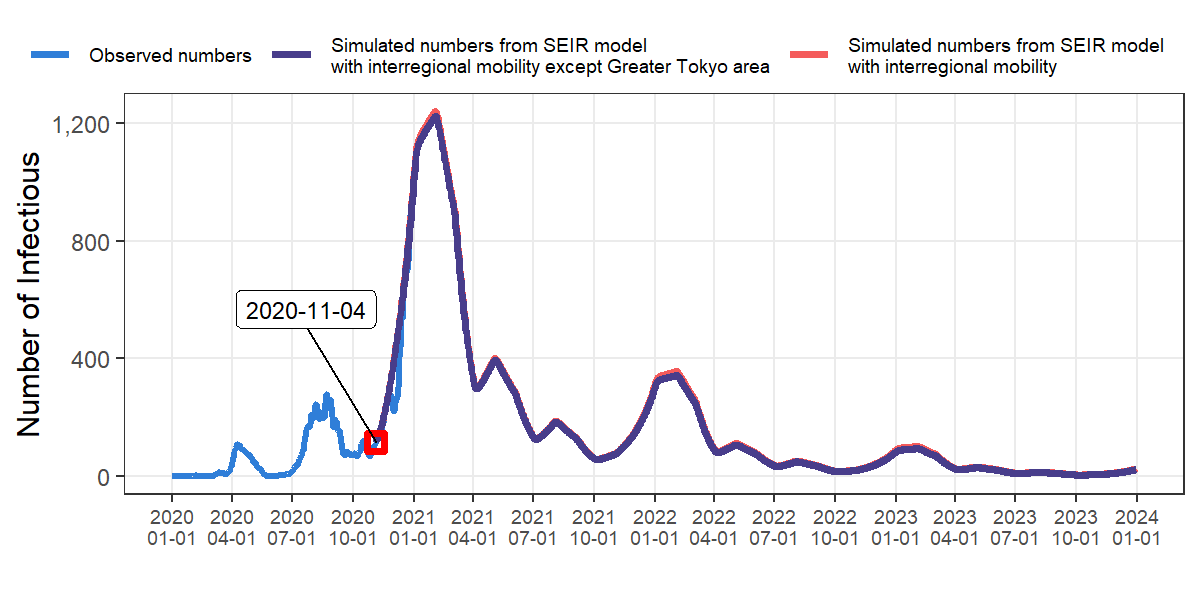 Observed numbers
Simulated numbers from SEIR model
with interregional mobility except Greater Tokyo area
Simulated numbers from SEIR model
with interregional mobility
Number of Infectious
1,200
800
400
0
2020-11-04
2020 2020 2020 2020 2021 2021 2021 2021 2022 2022 2022 2022 2023 2023 2023 2023 2024
01-01 04-01 07-01 10-01 01-01 04-01 07-01 10-01 01-01 04-01 07-01 10-01 01-01 04-01 07-01 10-01 01-01